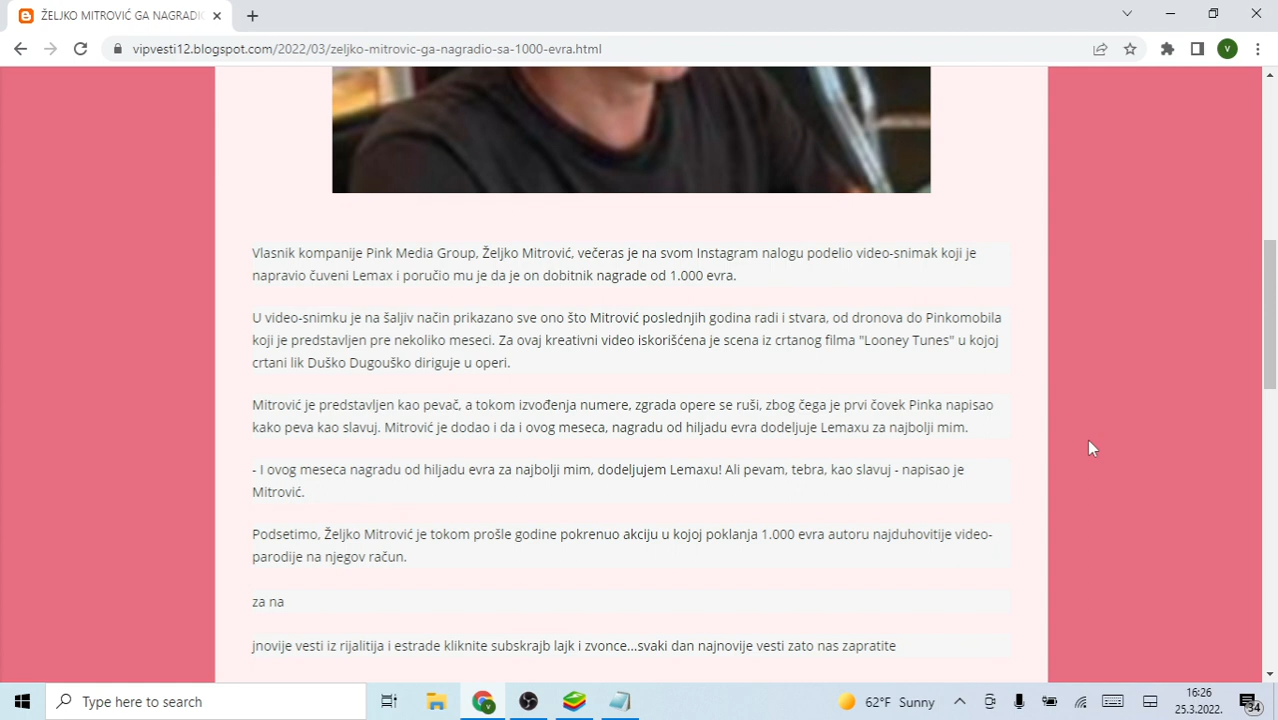 ŽELJKO MITROVIĆ GA NAGRADIO
vipvesti12.blogspot.com/2022/03/zeljko-mitrovic-ga-nagradio-sa-1000-evra.html
V
Vlasnik kompanije Pink Media Group, Željko Mitrović, večeras je na svom Instagram nalogu podelio video-snimak koji je
napravio čuveni Lemax i poručio mu je da je on dobitnik nagrade od 1.000 evra.
U video-snimku je na šaljiv način prikazano sve ono što Mitrović poslednjih godina radi i stvara, od dronova do Pinkomobila
koji je predstavljen pre nekoliko meseci. Za ovaj kreativni video iskorišćena je scena iz crtanog filma "Looney Tunes" u kojoj
crtani lik Duško Dugouško diriguje u operi.
Mitrović je predstavljen kao pevač, a tokom izvođenja numere, zgrada opere se ruši, zbog čega je prvi čovek Pinka napisao
kako peva kao slavuj. Mitrović je dodao i da i ovog meseca, nagradu od hiljadu evra dodeljuje Lemaxu za najbolji mim.
- I ovog meseca nagradu od hiljadu evra za najbolji mim, dodeljujem Lemaxu! Ali pevam, tebra, kao slavuj - napisao je
Mitrović.
Podsetimo, Željko Mitrović je tokom prošle godine pokrenuo akciju u kojoj poklanja 1.000 evra autoru najduhovitije video-
parodije na njegov račun.
za na
jnovije vesti iz rijalitija i estrade kliknite subskrajb lajk i zvonce...svaki dan najnovije vesti zato nas zapratite
Type here to search
62°F Sunny
16:26
25.3.2022.
34